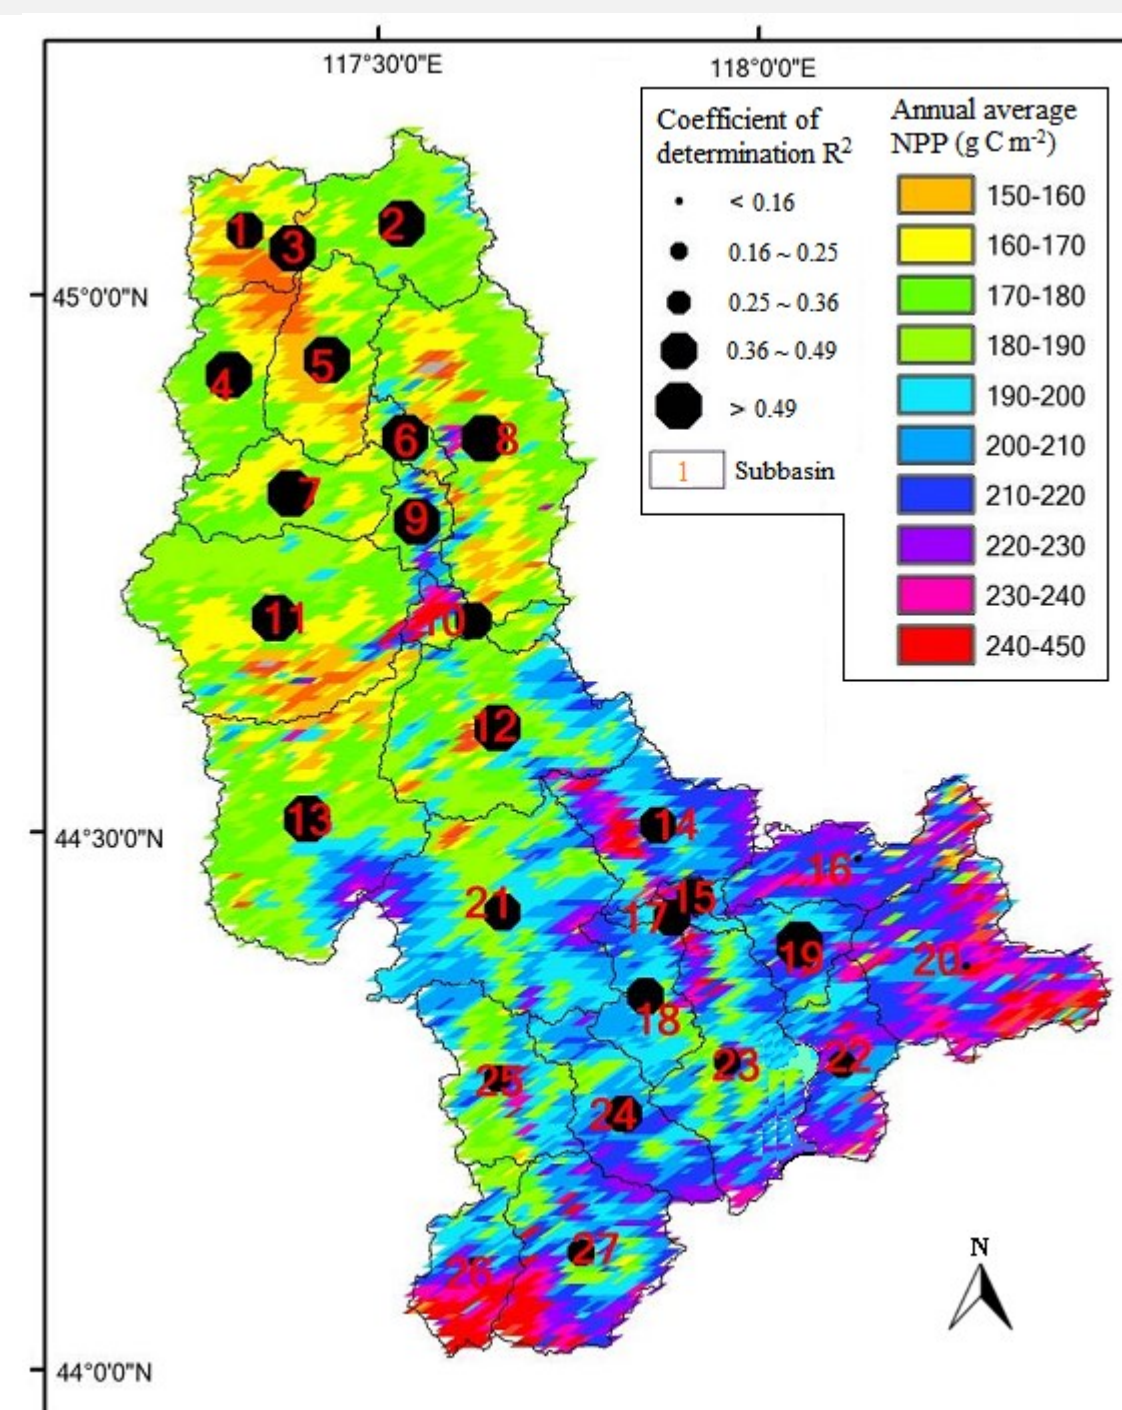 117°30'0"E
118°0'0"E
45°0'0"N
44°30'0"N
44°0'0"N
Coefficient of
determination R²
< 0.16
0.16 ~ 0.25
0.25 ~ 0.36
0.36 ~ 0.49
> 0.49
1 Subbasin
Annual average
NPP (g C m⁻²)
150-160
160-170
170-180
180-190
190-200
200-210
210-220
220-230
230-240
240-450
1
2
3
4
5
6
8
7
9
11
10
12
13
14
16
15
17
21
19
20
18
23
22
25
24
27
26
N